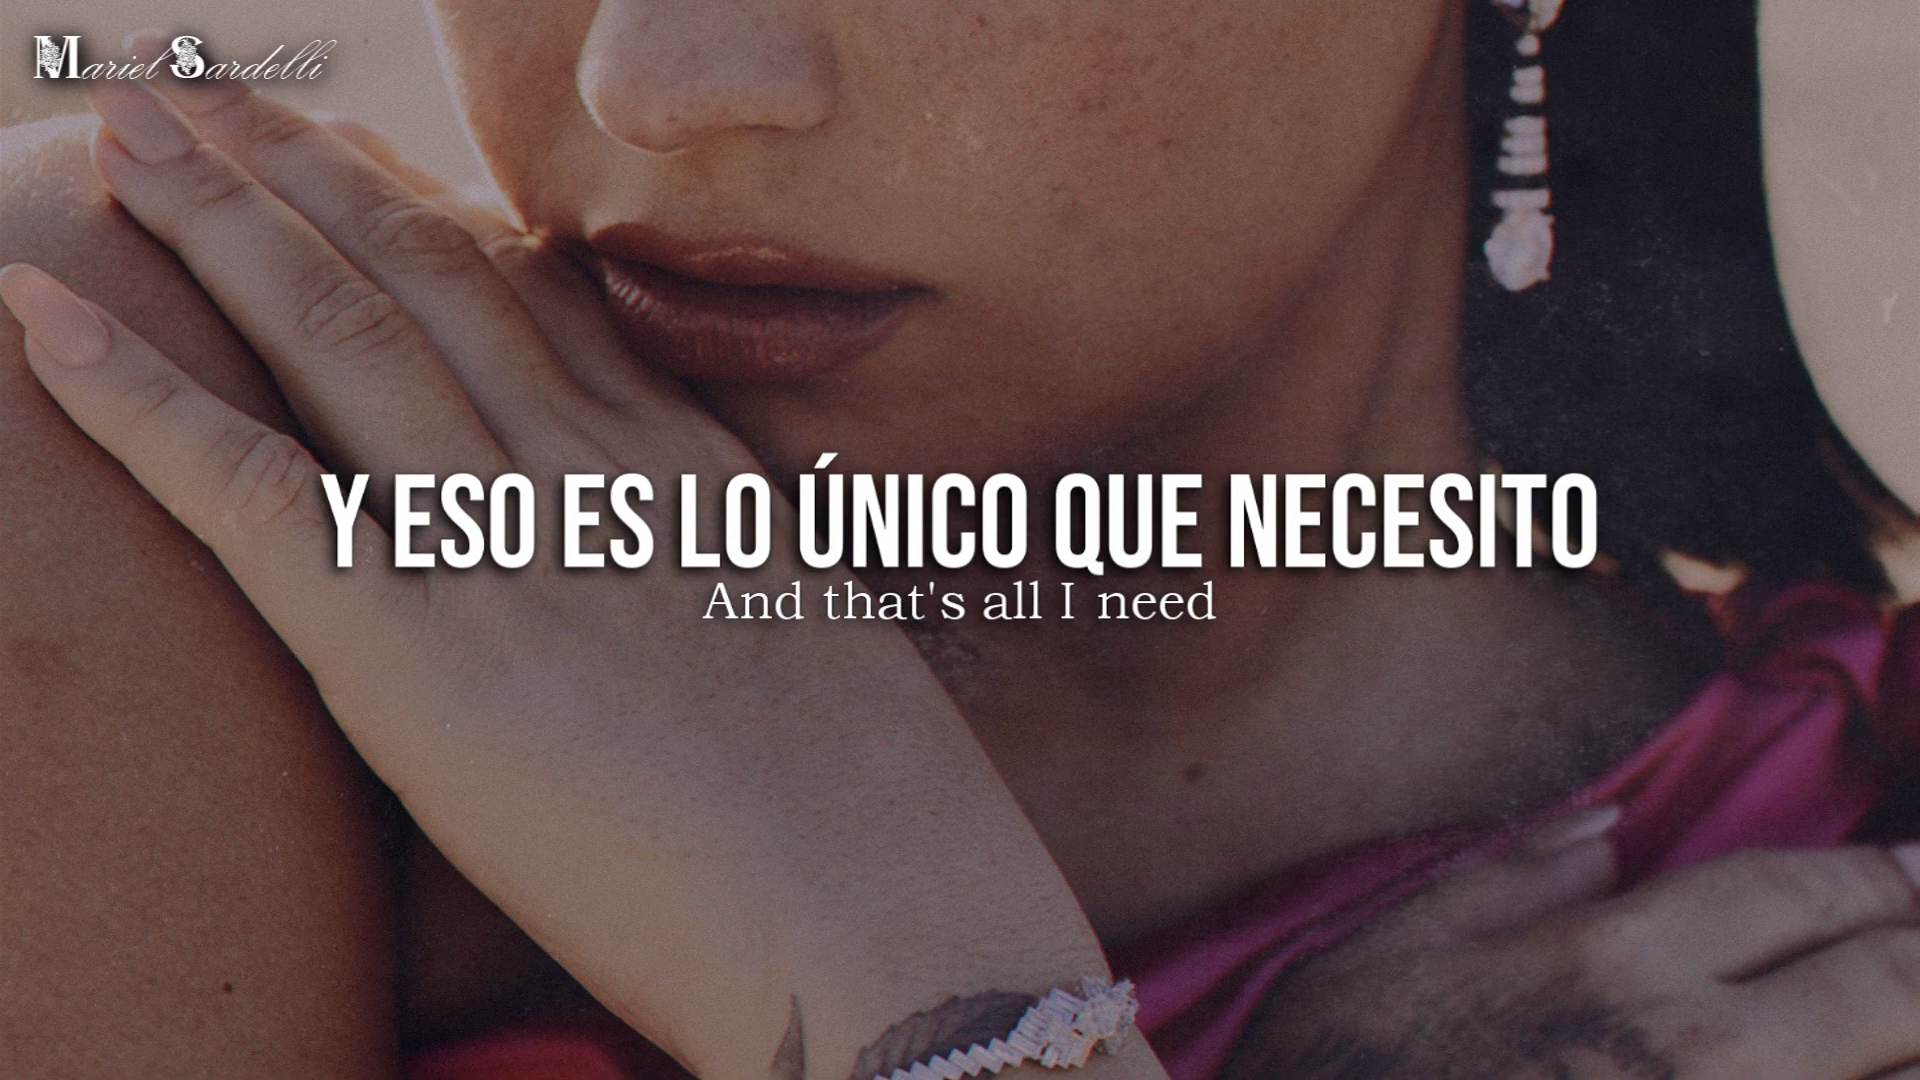 Mariel Sardelli
Y ESO ES LO ÚNICO QUE NECESITO
And that's all I need